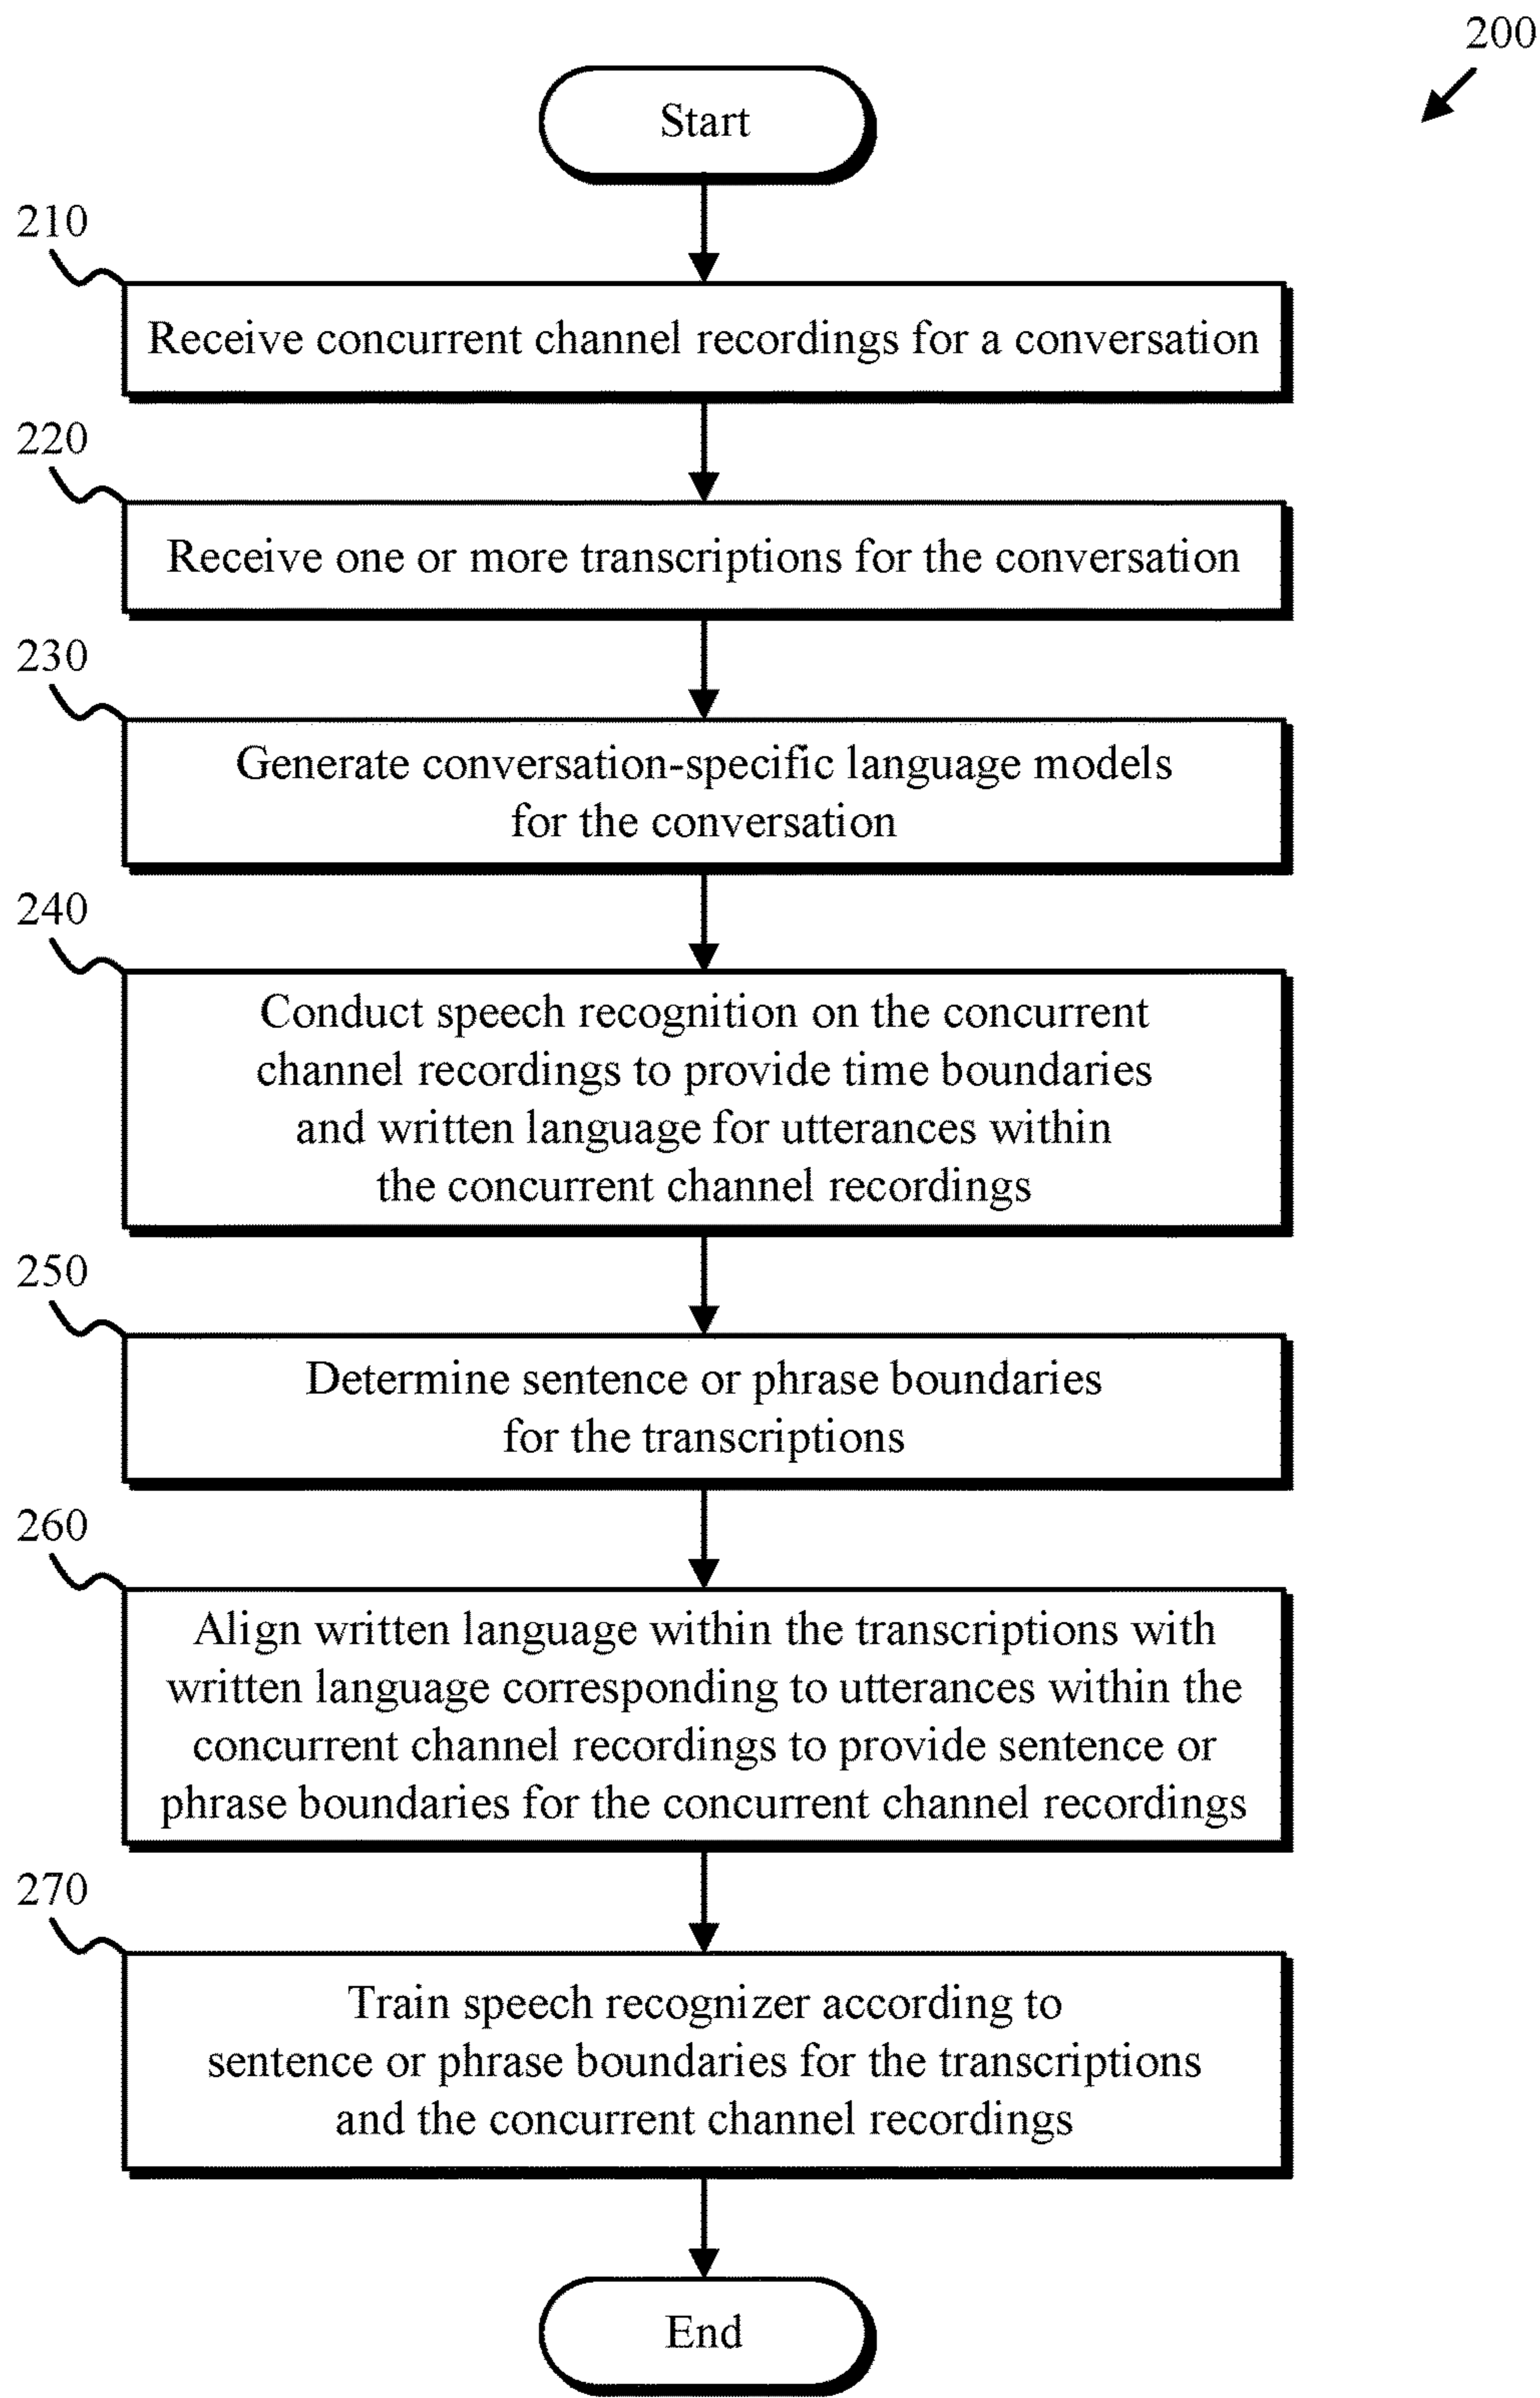 200
Start
210
Receive concurrent channel recordings for a conversation
220
Receive one or more transcriptions for the conversation
230
Generate conversation-specific language models
for the conversation
240
Conduct speech recognition on the concurrent
channel recordings to provide time boundaries
and written language for utterances within
the concurrent channel recordings
250
Determine sentence or phrase boundaries
for the transcriptions
260
Align written language within the transcriptions with
written language corresponding to utterances within the
concurrent channel recordings to provide sentence or
phrase boundaries for the concurrent channel recordings
270
Train speech recognizer according to
sentence or phrase boundaries for the transcriptions
and the concurrent channel recordings
End